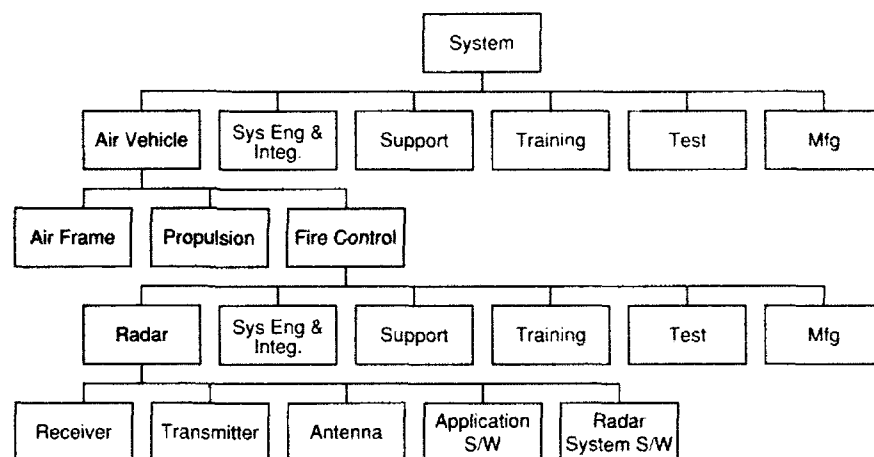 System
Air Vehicle
Sys Eng &
Integ.
Support
Training
Test
Mfg
Air Frame
Propulsion
Fire Control
Radar
Sys Eng &
Integ.
Support
Training
Test
Mfg
Receiver
Transmitter
Antenna
Application
S/W
Radar
System S/W